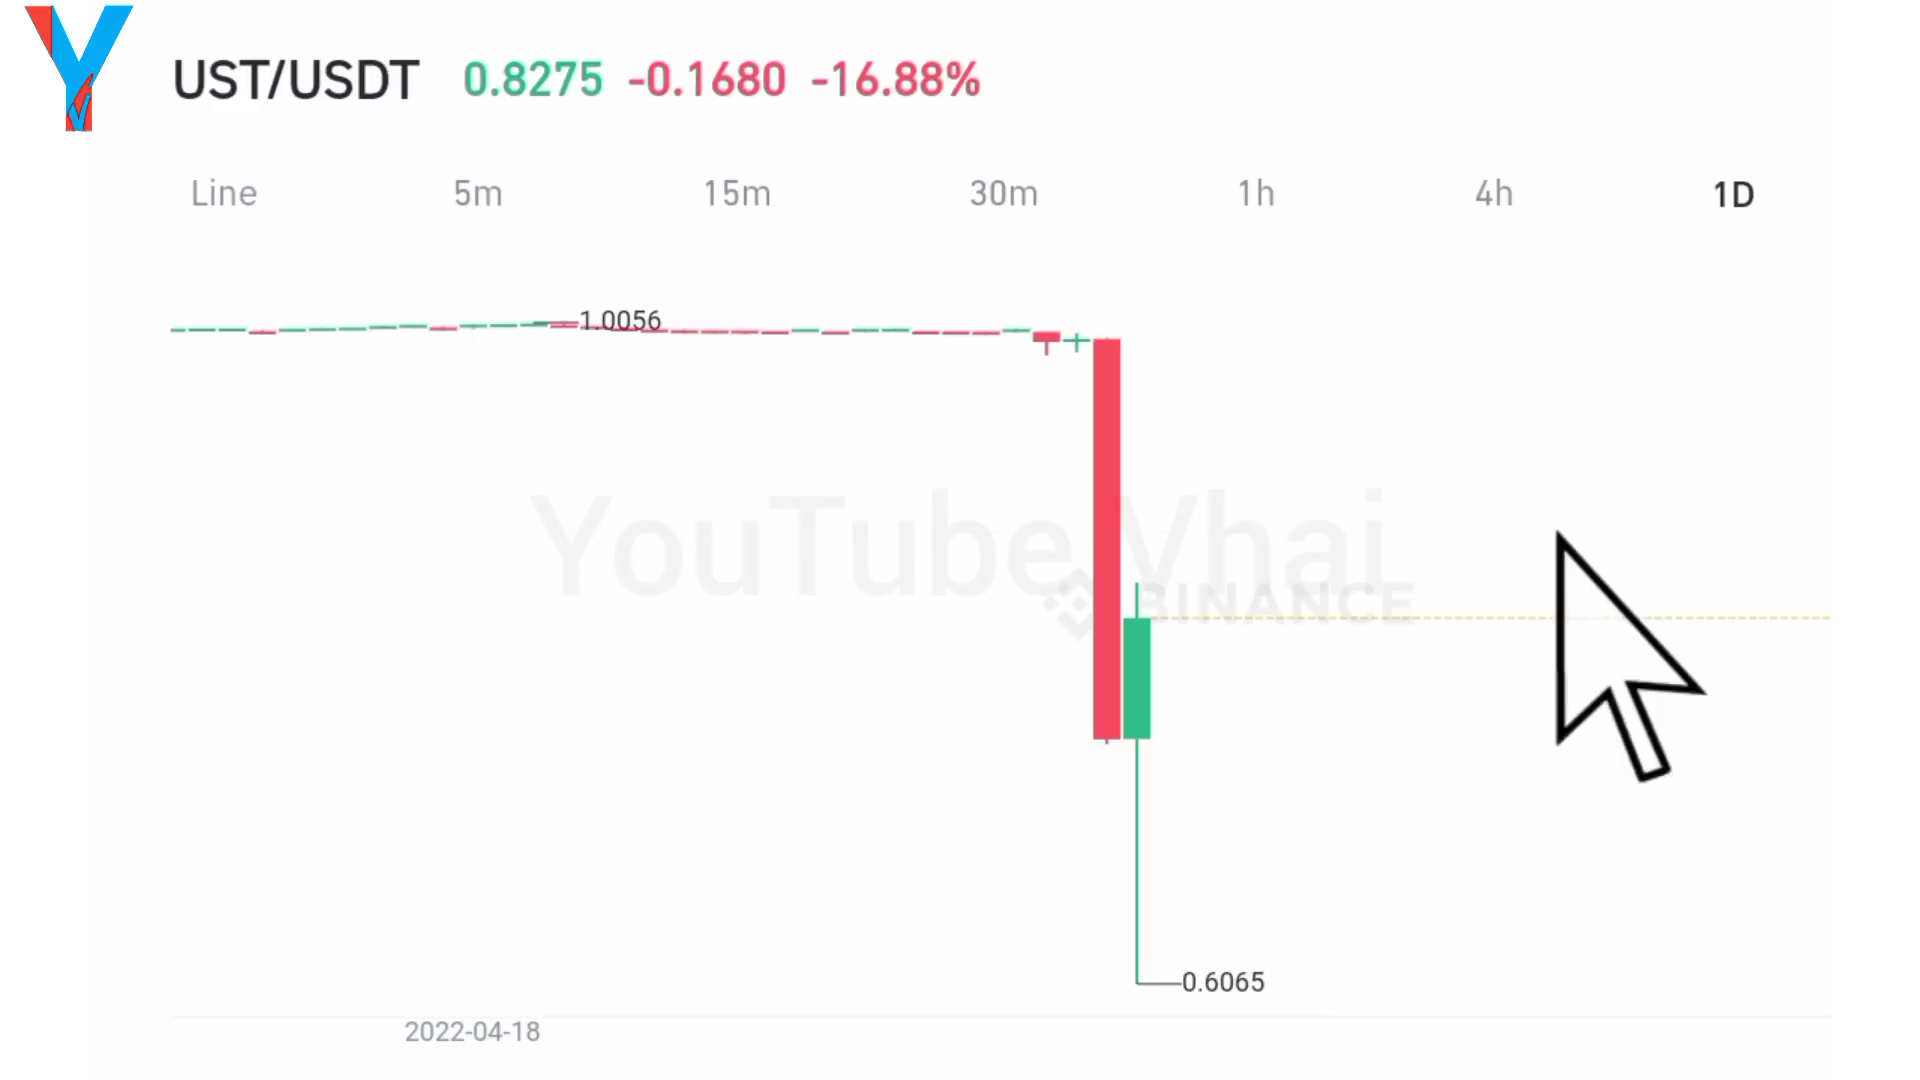 UST/USDT 0.8275 -0.1680 -16.88%
Line 5m 15m 30m 1h 4h 1D
1.0056
YouTube Vhai
BINANCE
0.6065
2022-04-18